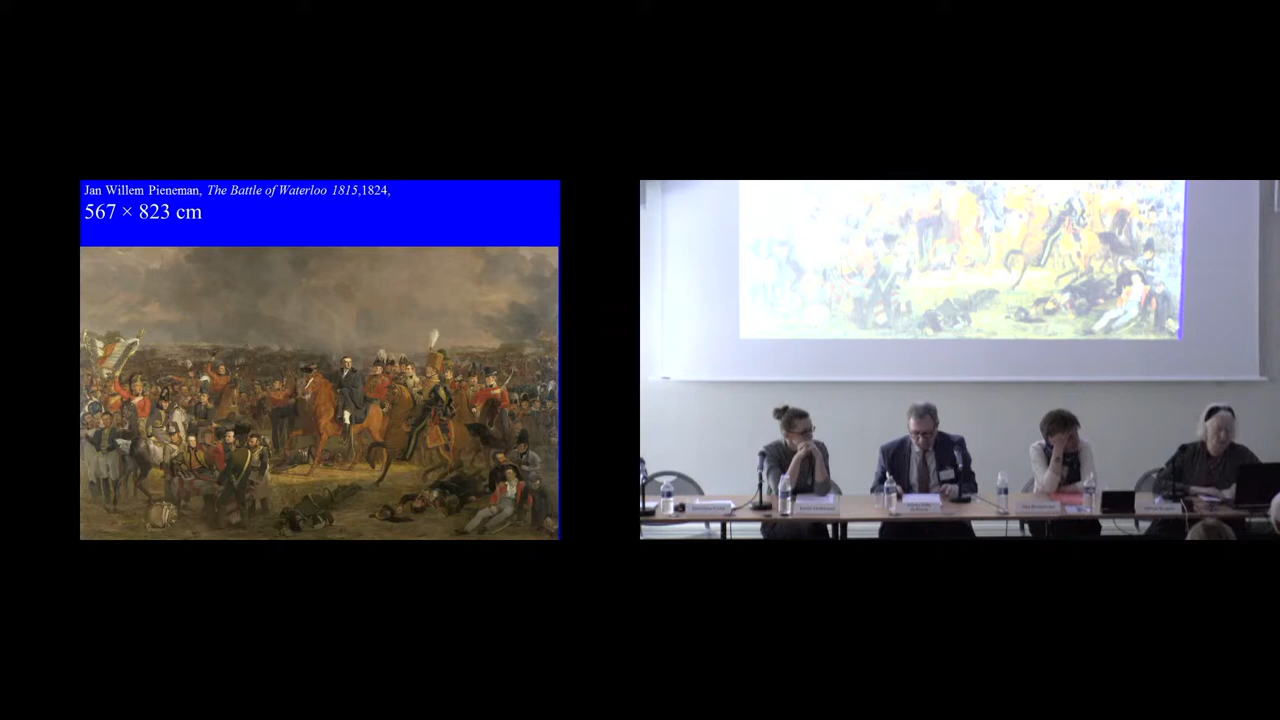 Jan Willem Pieneman, The Battle of Waterloo 1815,1824,
567 × 823 cm